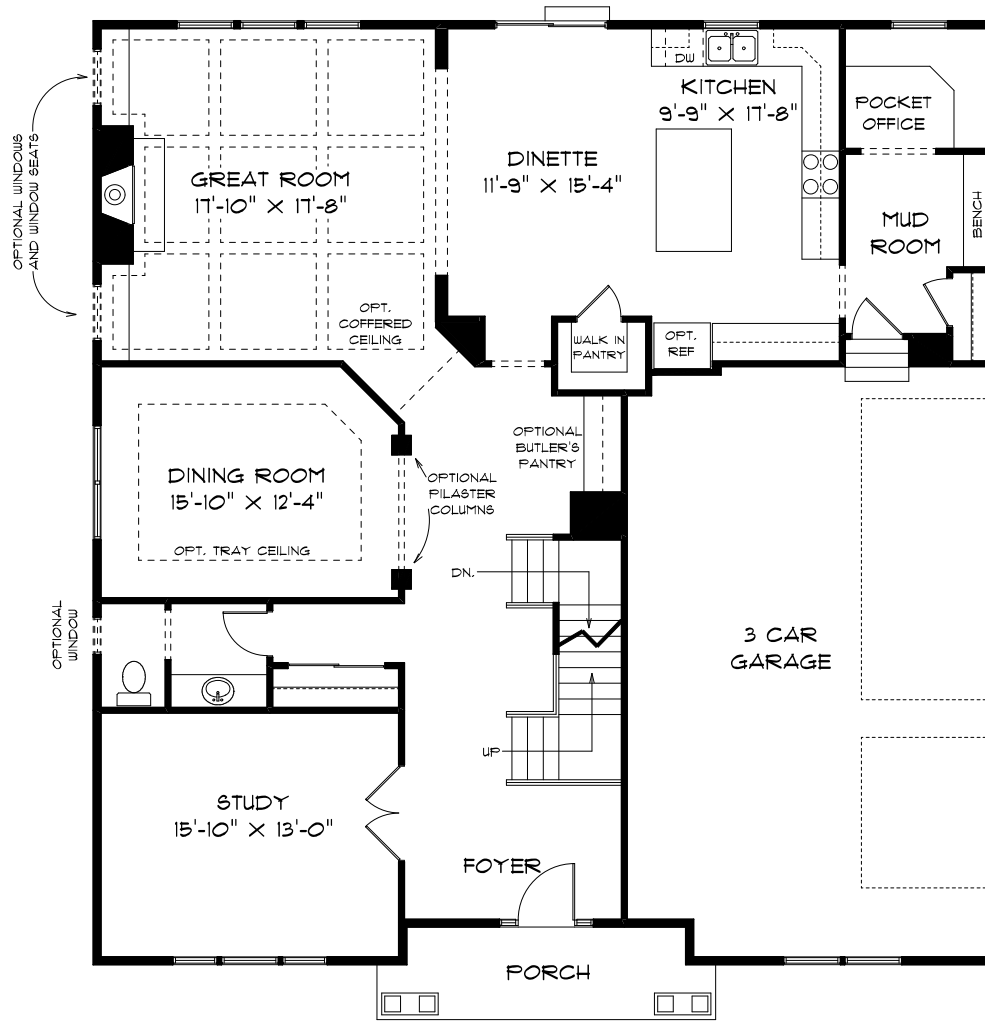 DW
KITCHEN
9'-9" X 17'-8"
POCKET
OFFICE
OPTIONAL WINDOWS
AND WINDOW SEATS
GREAT ROOM
17'-10" X 17'-8"
DINETTE
11'-9" X 15'-4"
MUD
ROOM
BENCH
OPT.
COFFERED
CEILING
WALK IN
PANTRY
OPT.
REF
OPTIONAL
BUTLER'S
PANTRY
DINING ROOM
15'-10" X 12'-4"
OPT. TRAY CEILING
OPTIONAL
PILASTER
COLUMNS
DN.
OPTIONAL
WINDOW
3 CAR
GARAGE
UP
STUDY
15'-10" X 13'-0"
FOYER
PORCH